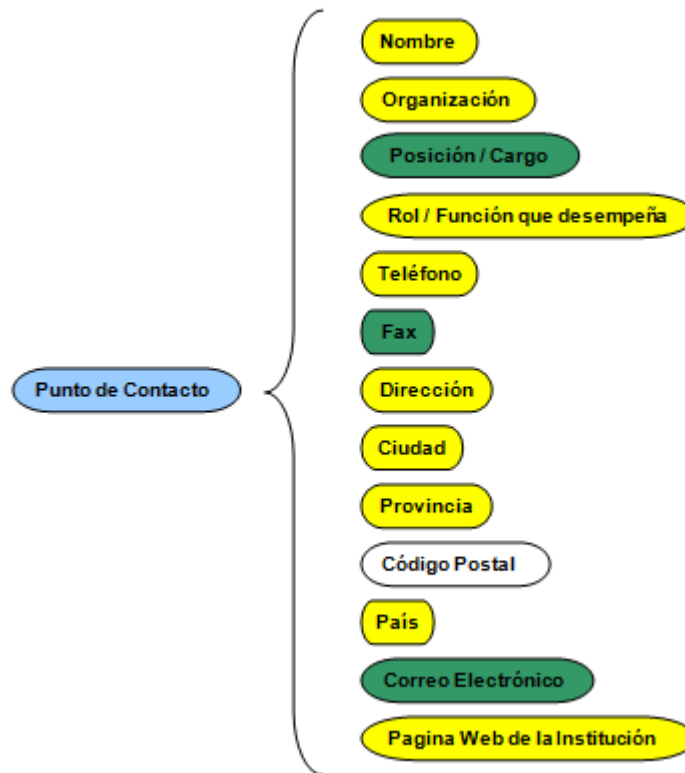 Nombre
Organización
Posición / Cargo
Rol / Función que desempeña
Teléfono
Fax
Punto de Contacto
Dirección
Ciudad
Provincia
Código Postal
País
Correo Electrónico
Pagina Web de la Institución